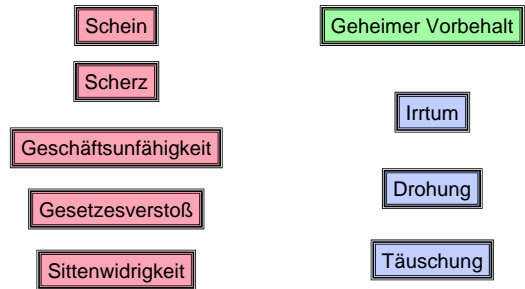 Schein
Scherz
Geschäftsunfähigkeit
Gesetzesverstoß
Sittenwidrigkeit
Geheimer Vorbehalt
Irrtum
Drohung
Täuschung